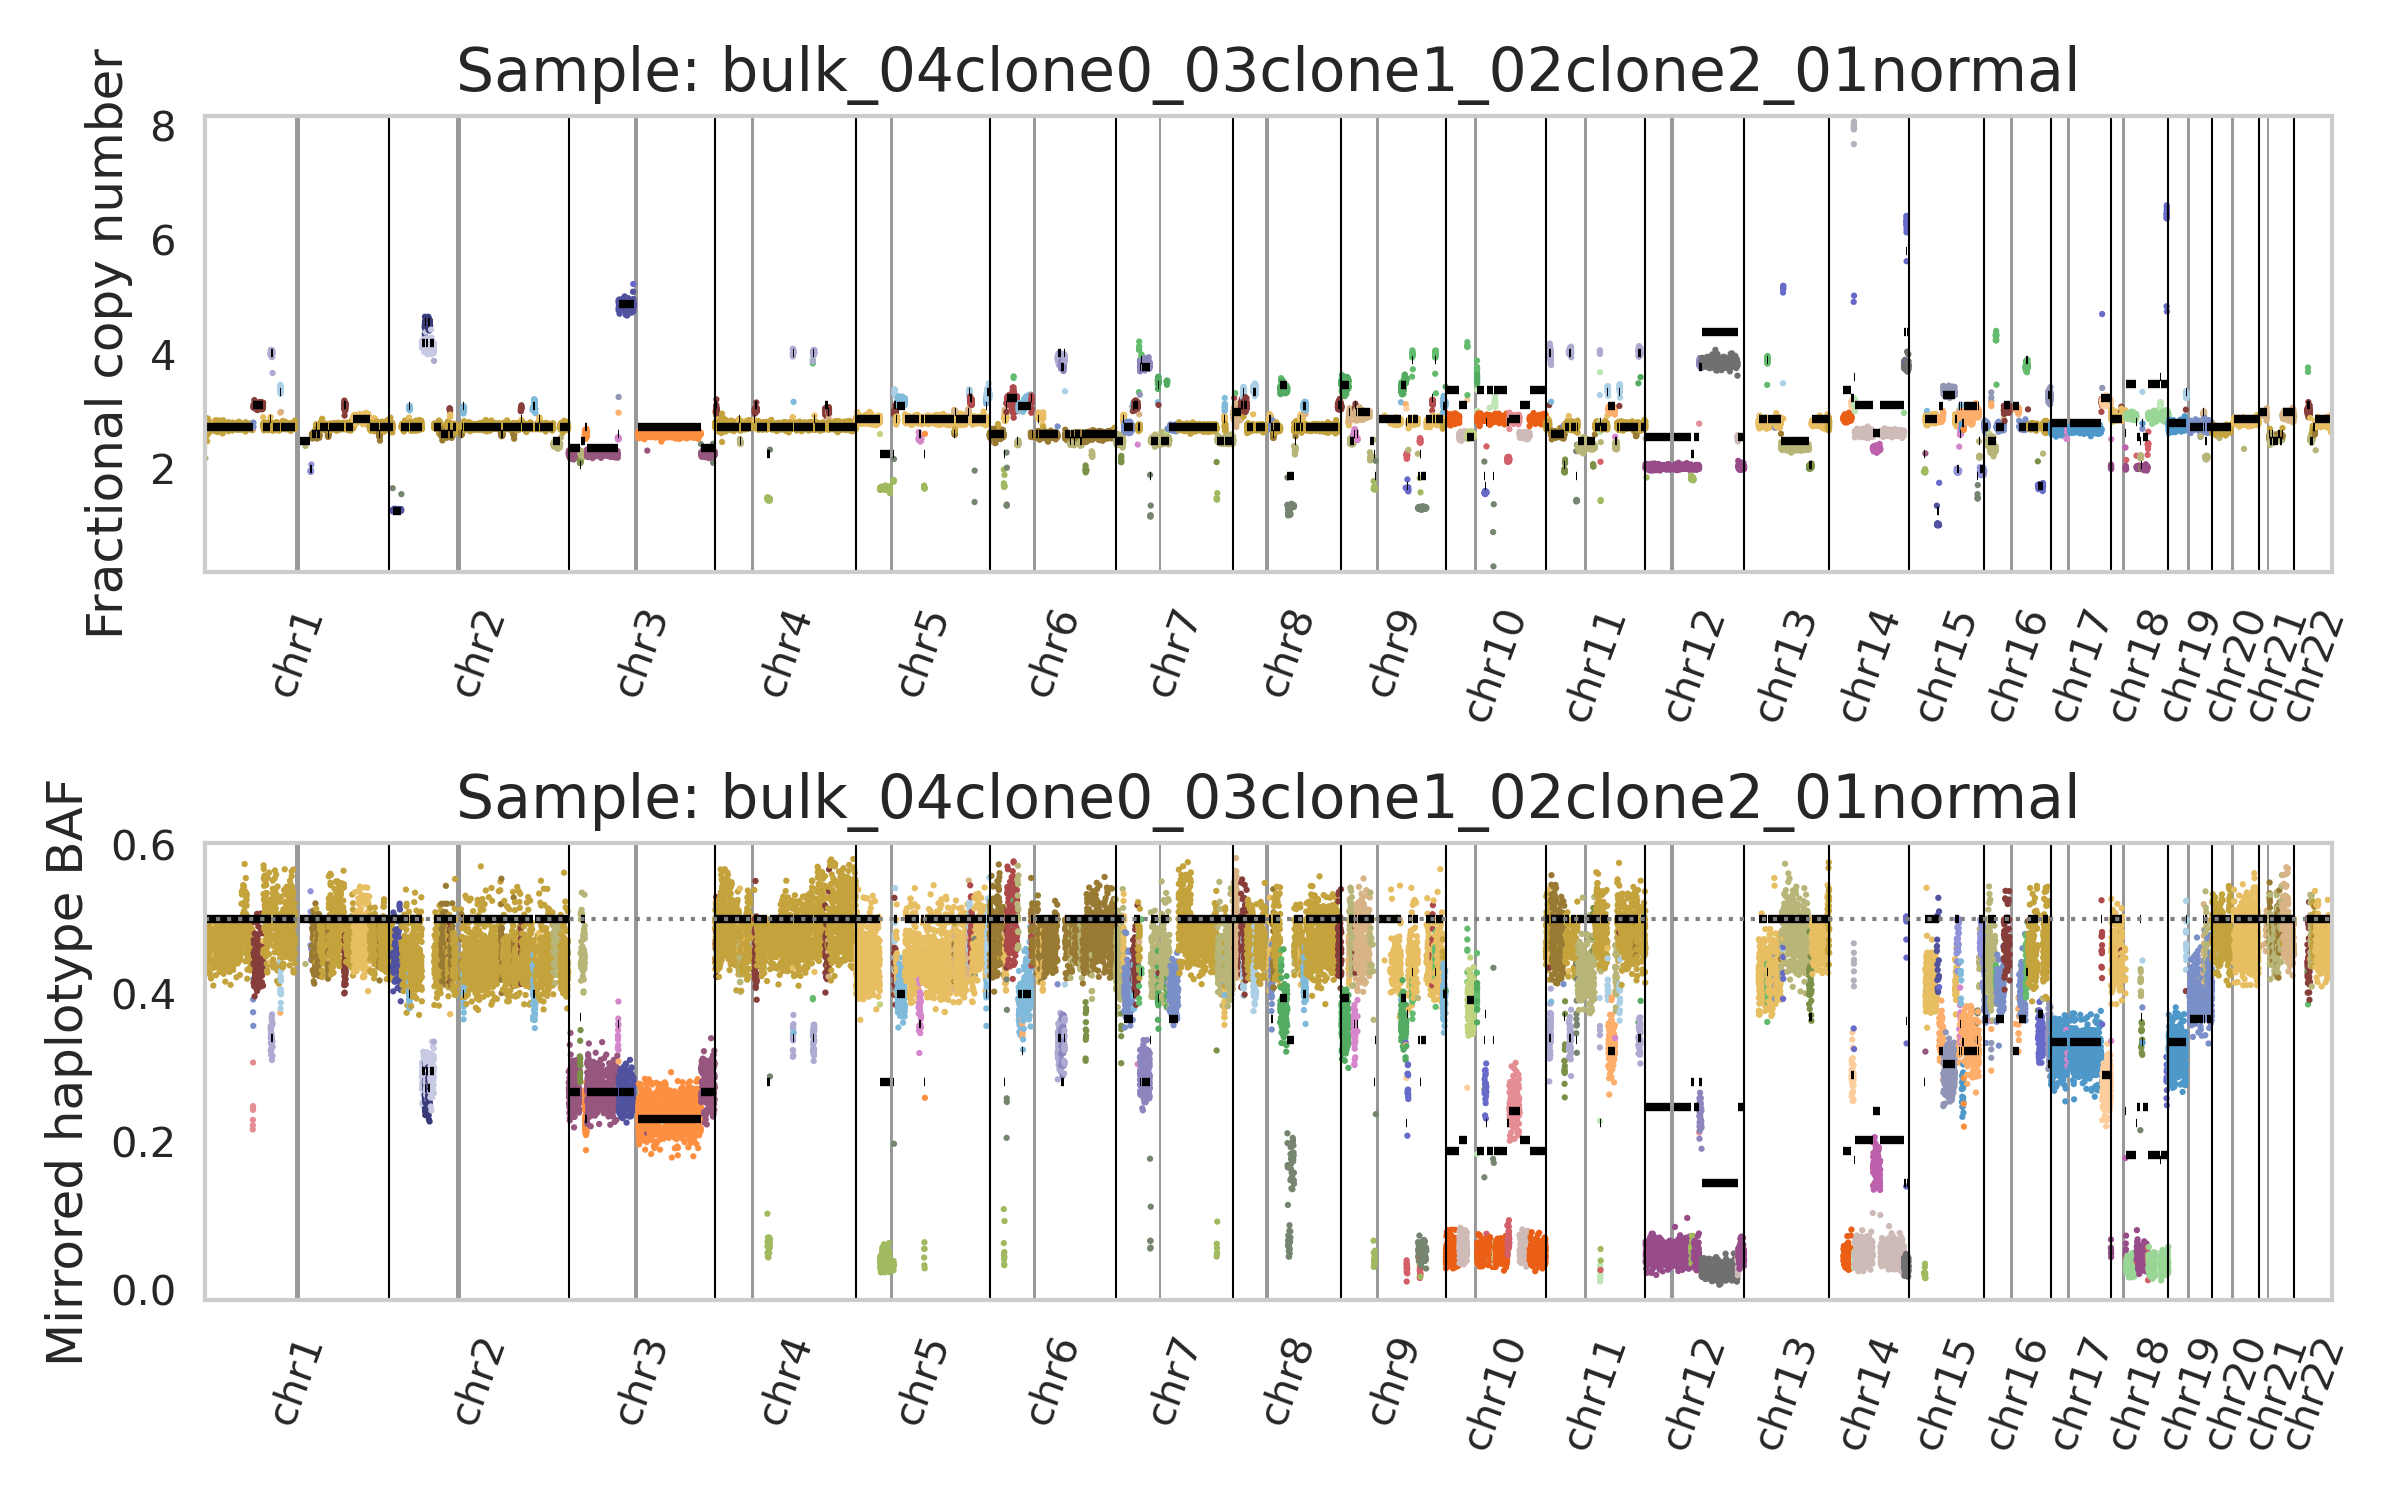 Sample: bulk_04clone0_03clone1_02clone2_01normal
Fractional copy number
8
6
4
2
chr1 chr2 chr3 chr4 chr5 chr6 chr7 chr8 chr9 chr10 chr11 chr12 chr13 chr14 chr15 chr16 chr17 chr18 chr19 chr20 chr21 chr22
Sample: bulk_04clone0_03clone1_02clone2_01normal
Mirrored haplotype BAF
0.6
0.4
0.2
0.0
chr1 chr2 chr3 chr4 chr5 chr6 chr7 chr8 chr9 chr10 chr11 chr12 chr13 chr14 chr15 chr16 chr17 chr18 chr19 chr20 chr21 chr22